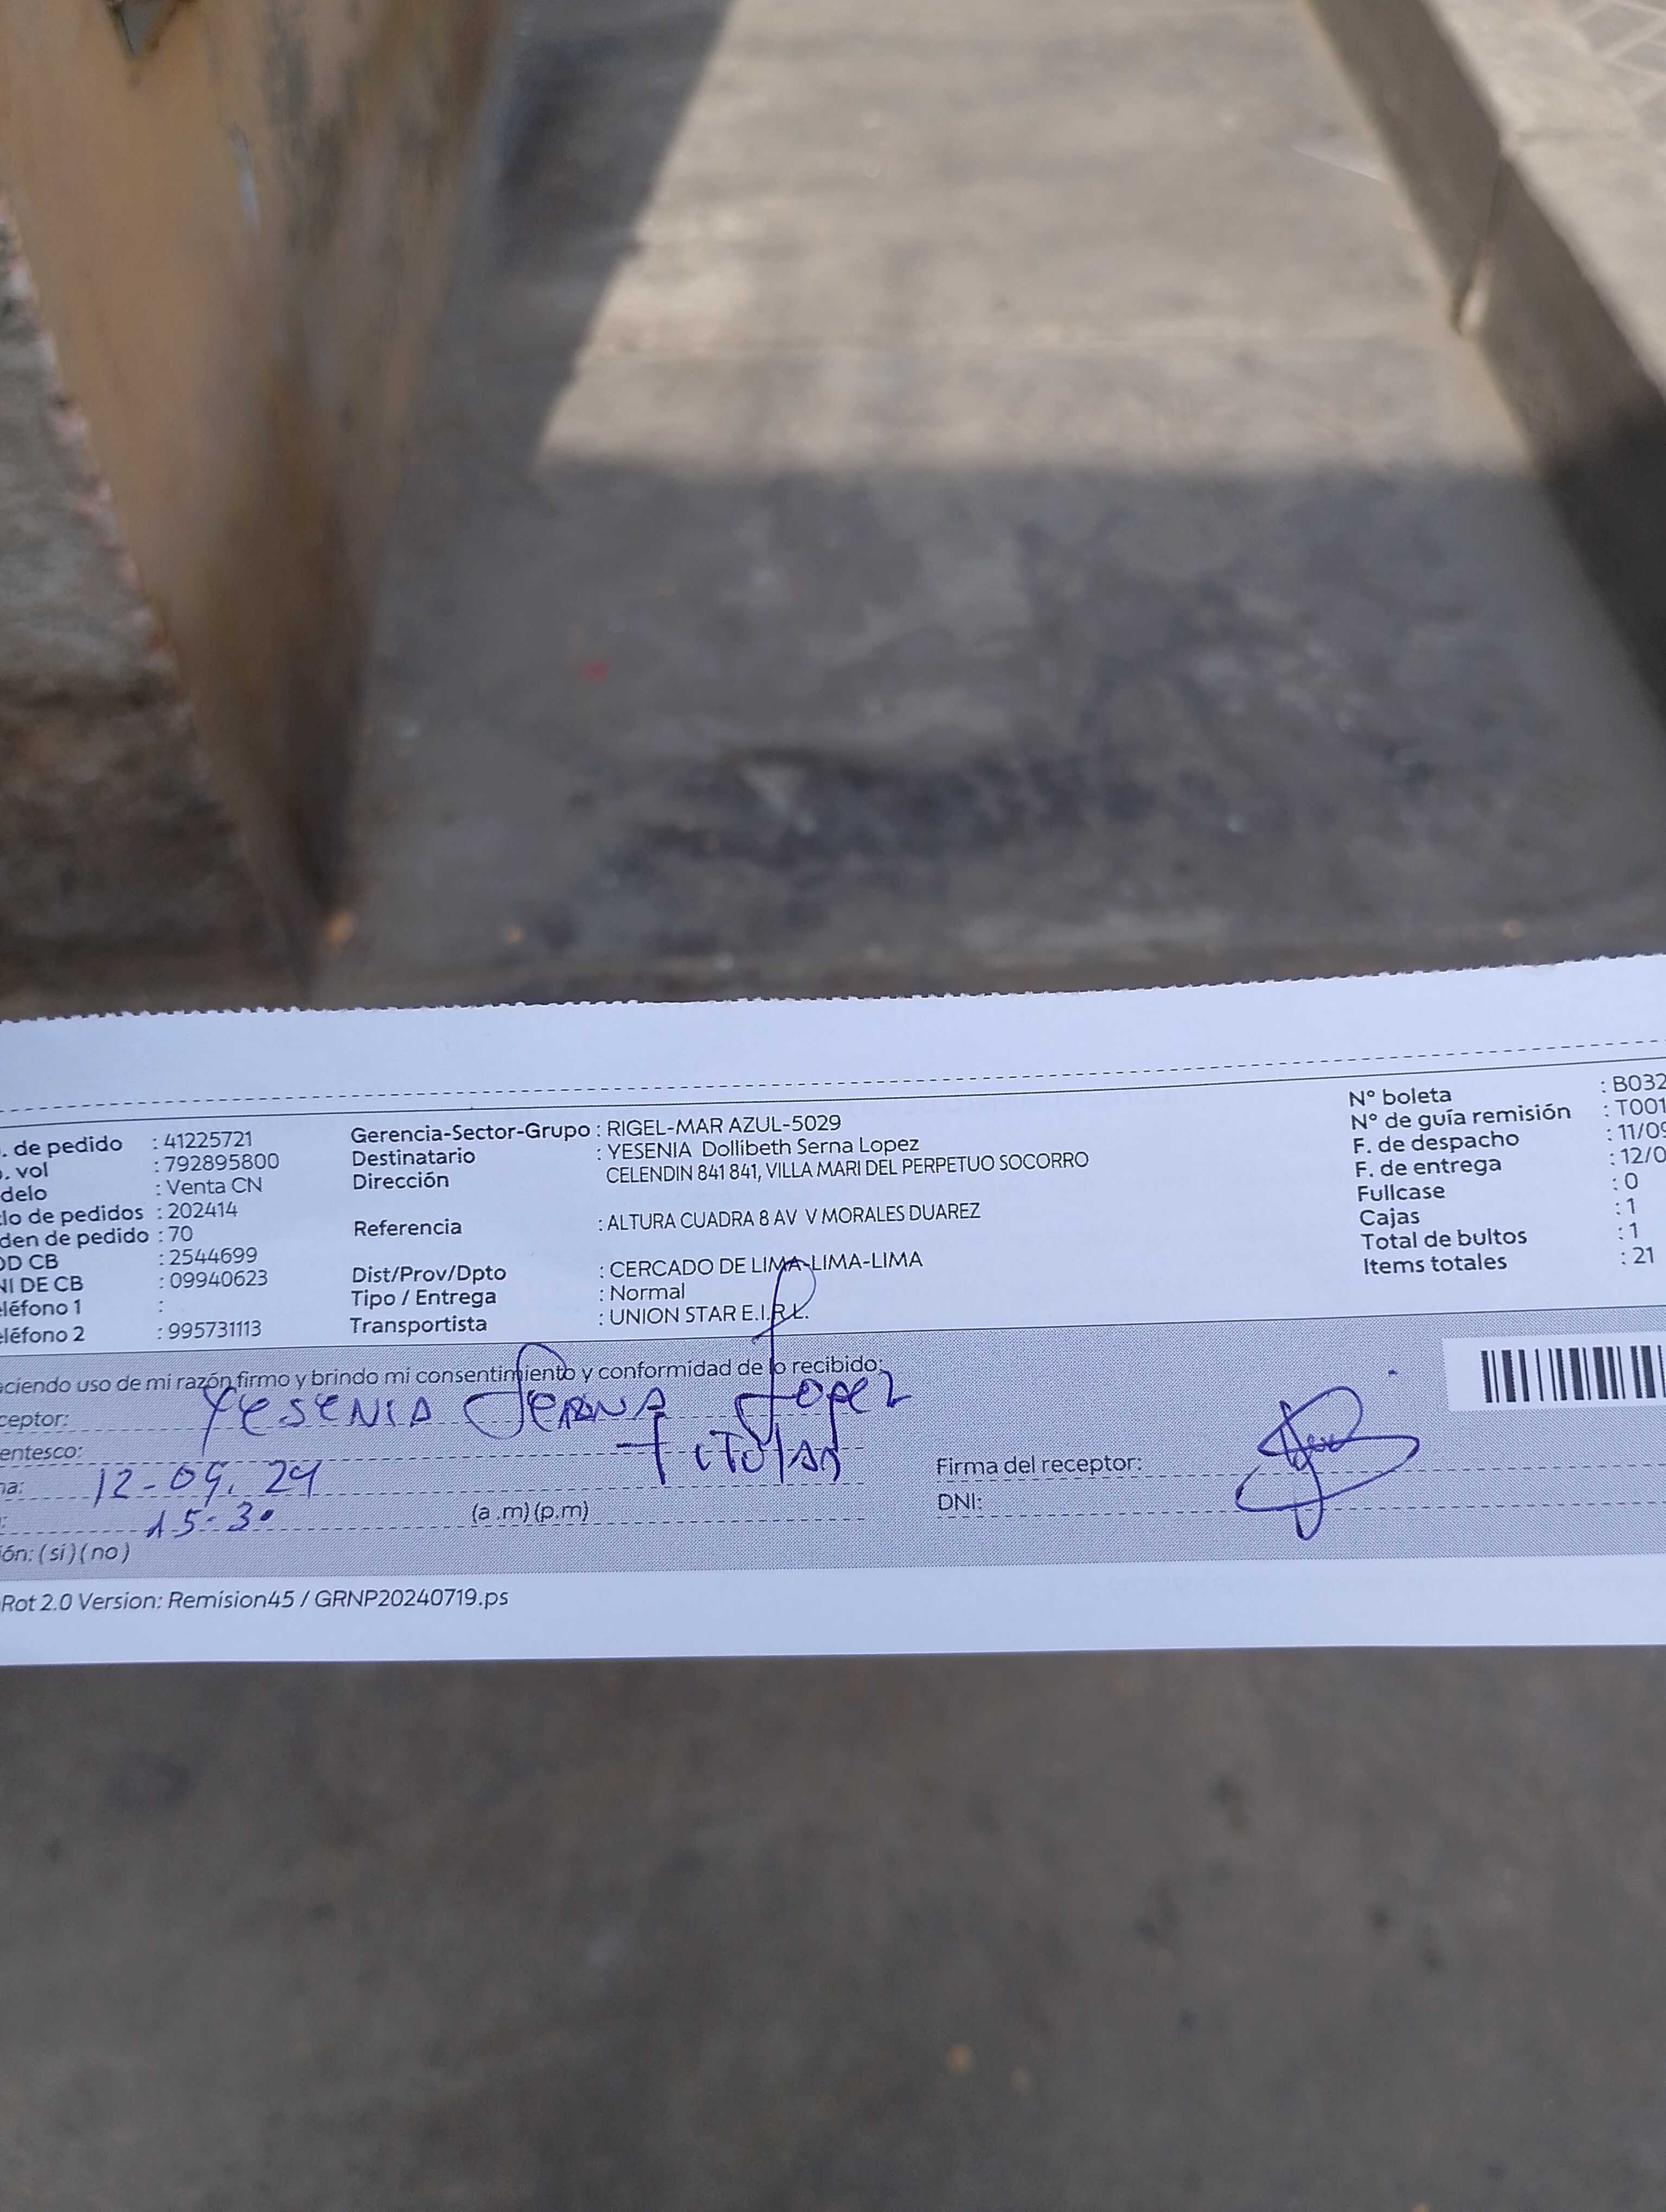 . de pedido : 41225721
. vol : 792895800
delo : Venta CN
lo de pedidos : 202414
den de pedido : 70
D CB : 2544699
NI DE CB : 09940623
léfono 1 :
eléfono 2 : 995731113
Gerencia-Sector-Grupo : RIGEL-MAR AZUL-5029
Destinatario : YESENIA Dollibeth Serna Lopez
Dirección CELENDIN 841 841, VILLA MARI DEL PERPETUO SOCORRO
Referencia : ALTURA CUADRA 8 AV V MORALES DUAREZ
Dist/Prov/Dpto : CERCADO DE LIMA-LIMA-LIMA
Tipo / Entrega : Normal
Transportista : UNION STAR E.I.R.L.
N° boleta : B032
N° de guía remisión : T001
F. de despacho : 11/09
F. de entrega : 12/0
Fullcase : 0
Cajas : 1
Total de bultos : 1
Items totales : 21
ciendo uso de mi razón firmo y brindo mi consentimiento y conformidad de lo recibido:
ceptor: YESENIA SERNA Lopez
entesco: TITULAR
a: 12-09.24
: 15:30 (a .m) (p.m)
ón: (si) (no)
Firma del receptor:
DNI:
Rot 2.0 Version: Remision45 / GRNP20240719.ps